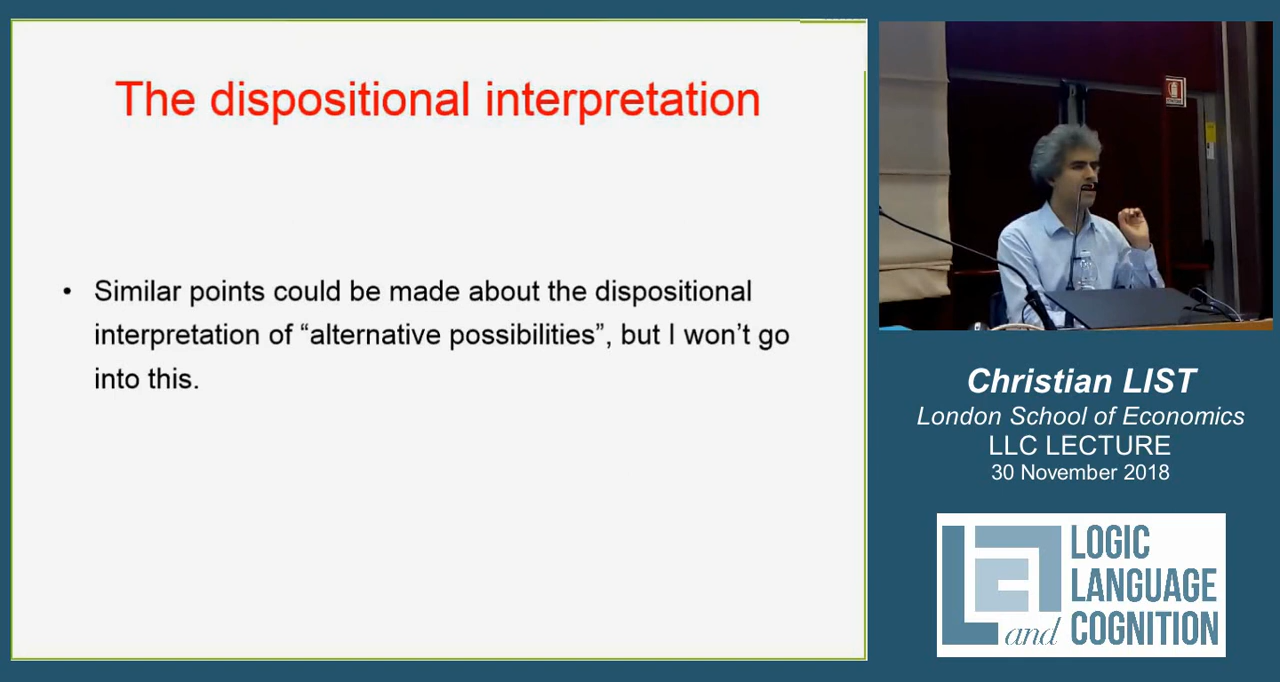 The dispositional interpretation
• Similar points could be made about the dispositional
interpretation of “alternative possibilities”, but I won’t go
into this.
Christian LIST
London School of Economics
LLC LECTURE
30 November 2018
LOGIC
LANGUAGE
and COGNITION